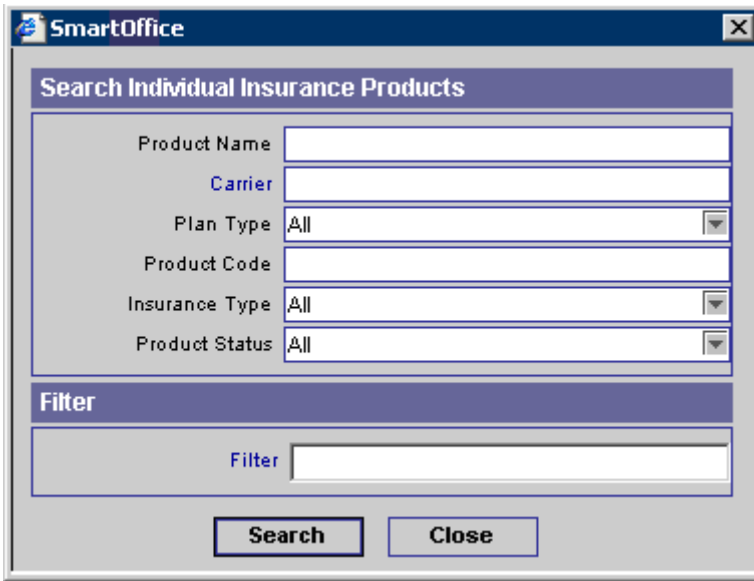 SmartOffice
Search Individual Insurance Products
Product Name
Carrier
Plan Type All
Product Code
Insurance Type All
Product Status All
Filter
Filter
Search Close